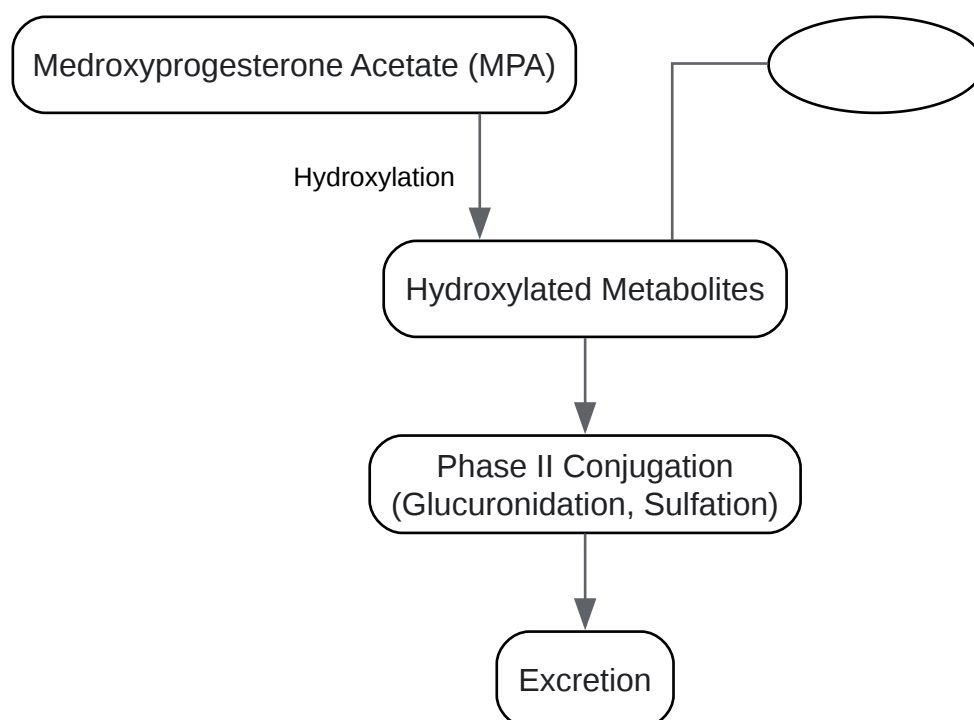 Medroxyprogesterone Acetate (MPA)
Hydroxylation
Hydroxylated Metabolites
Phase II Conjugation
(Glucuronidation, Sulfation)
Excretion